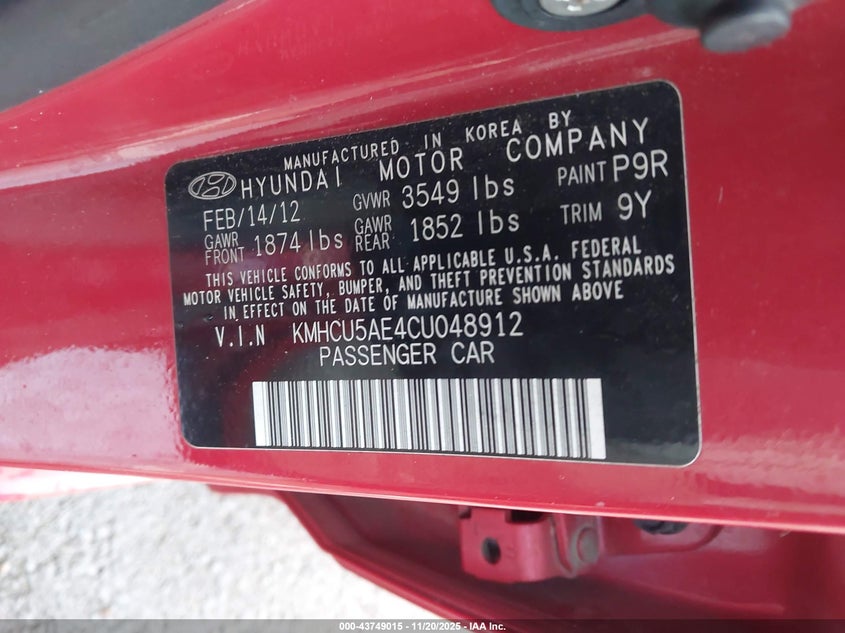 MANUFACTURED IN KOREA BY
HYUNDAI MOTOR COMPANY
FEB/14/12 GVWR 3549 lbs PAINT P9R
GAWR FRONT 1874 lbs GAWR REAR 1852 lbs TRIM 9Y
THIS VEHICLE CONFORMS TO ALL APPLICABLE U.S.A. FEDERAL
MOTOR VEHICLE SAFETY, BUMPER, AND THEFT PREVENTION STANDARDS
IN EFFECT ON THE DATE OF MANUFACTURE SHOWN ABOVE
V.I.N KMHCU5AE4CU048912
PASSENGER CAR
000-43749015 - 11/20/2025 - IAA Inc.